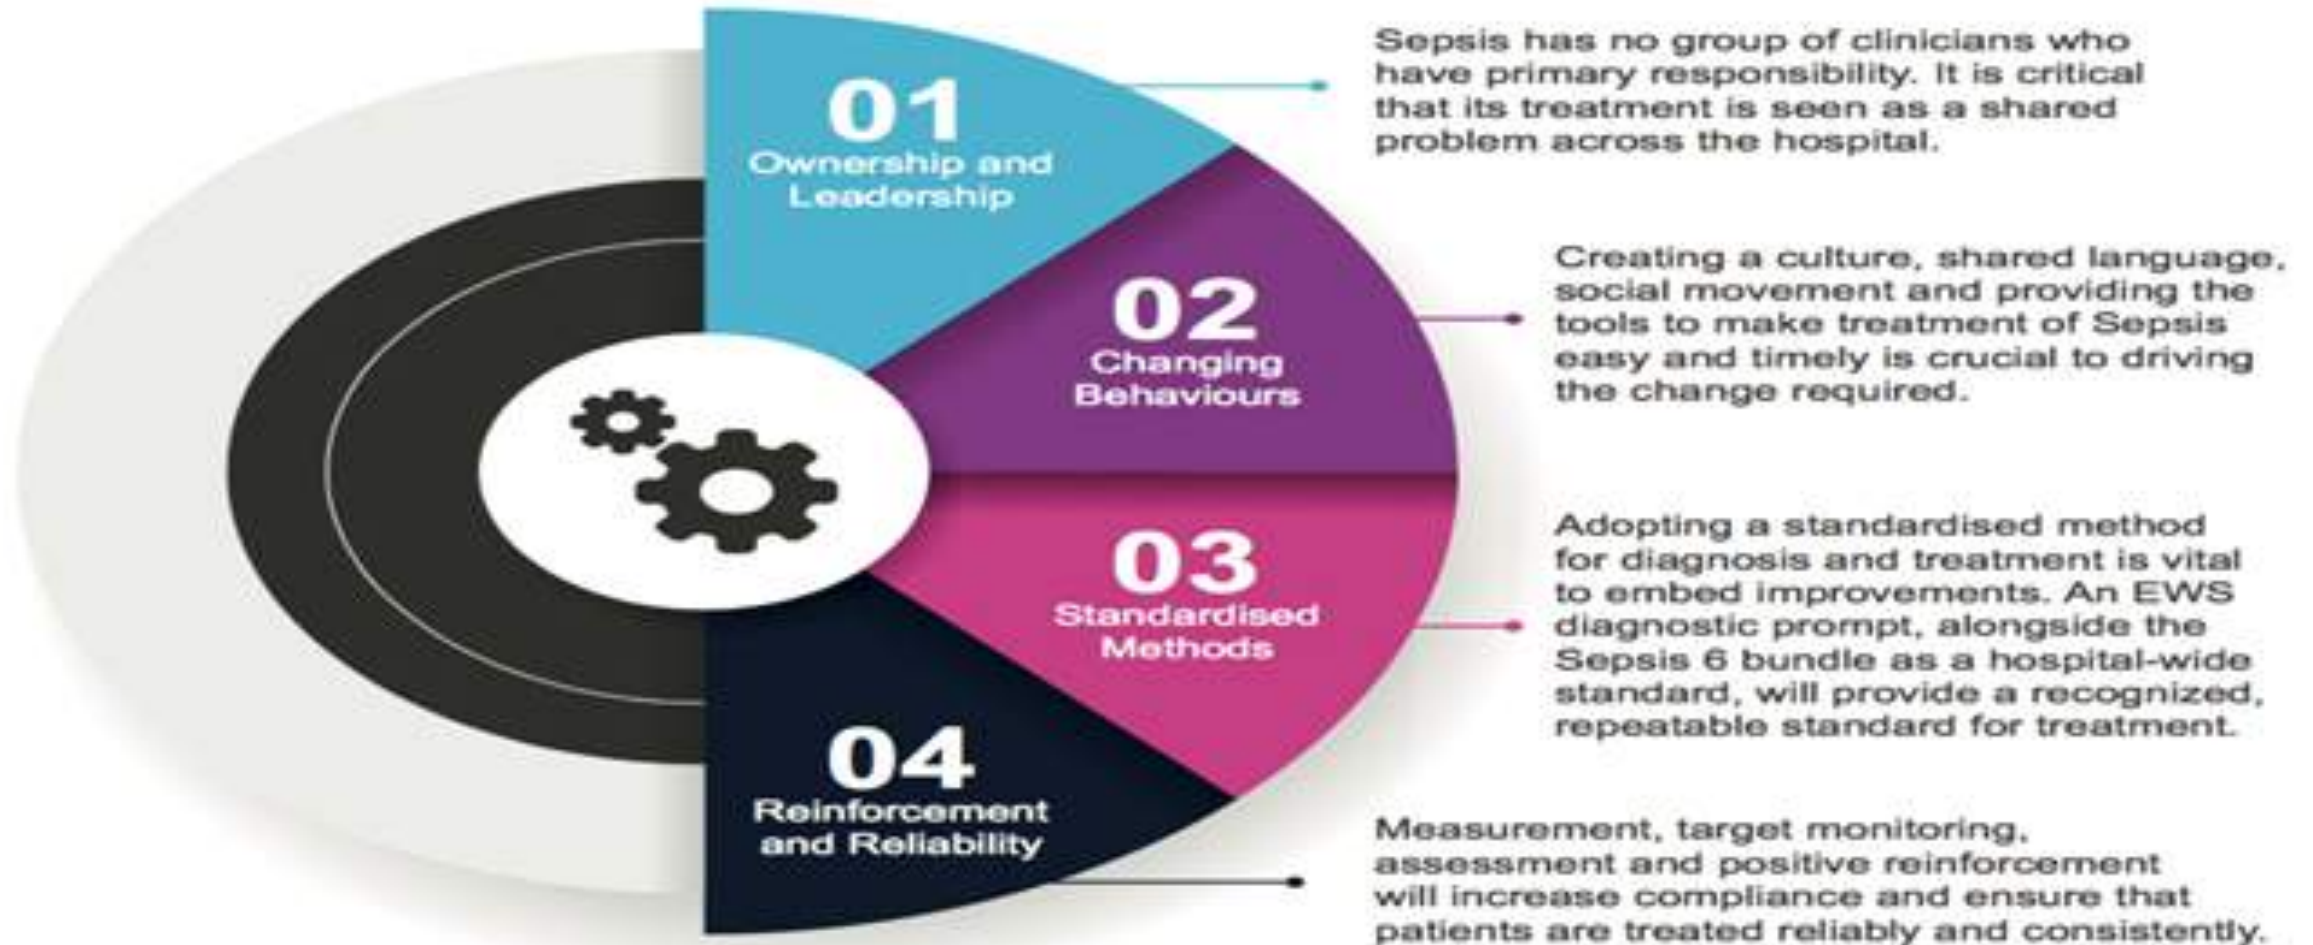 01
Ownership and
Leadership
Sepsis has no group of clinicians who
have primary responsibility. It is critical
that its treatment is seen as a shared
problem across the hospital.
02
Changing
Behaviours
Creating a culture, shared language,
social movement and providing the
tools to make treatment of Sepsis
easy and timely is crucial to driving
the change required.
03
Standardised
Methods
Adopting a standardised method
for diagnosis and treatment is vital
to embed improvements. An EWS
diagnostic prompt, alongside the
Sepsis 6 bundle as a hospital-wide
standard, will provide a recognized,
repeatable standard for treatment.
04
Reinforcement
and Reliability
Measurement, target monitoring,
assessment and positive reinforcement
will increase compliance and ensure that
patients are treated reliably and consistently.